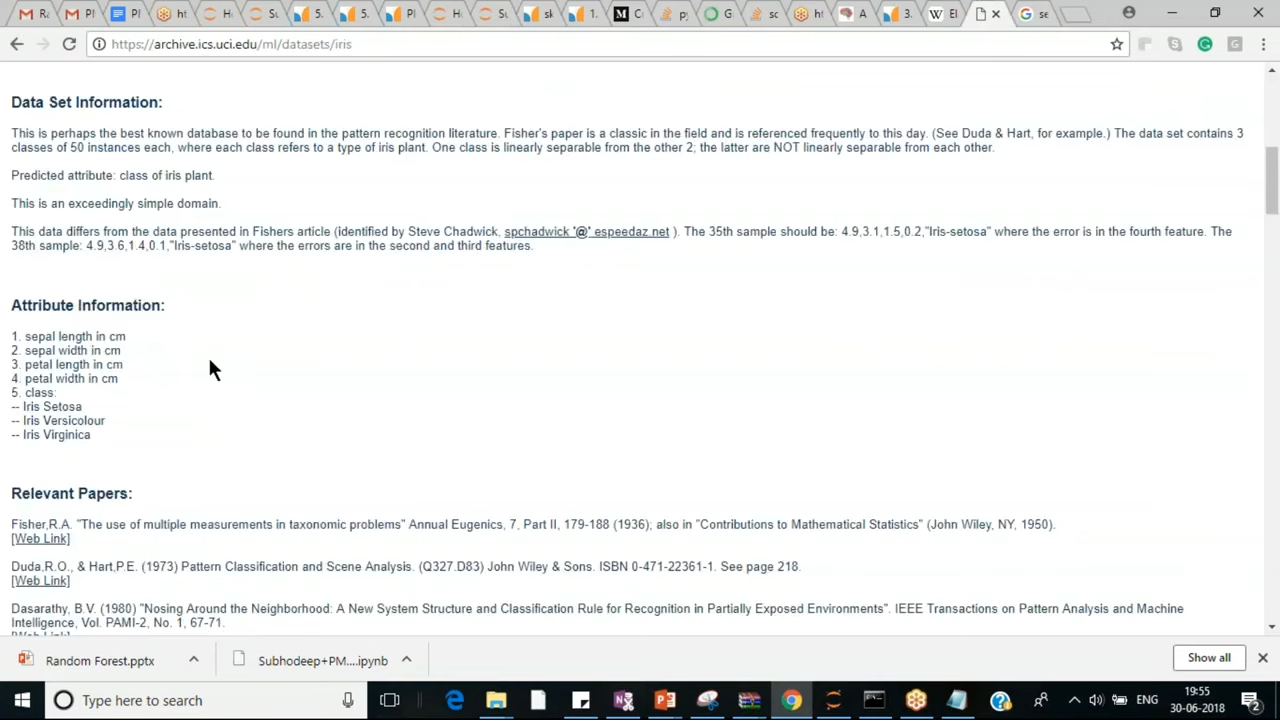 https://archive.ics.uci.edu/ml/datasets/iris
Data Set Information:
This is perhaps the best known database to be found in the pattern recognition literature. Fisher's paper is a classic in the field and is referenced frequently to this day. (See Duda & Hart, for example.) The data set contains 3
classes of 50 instances each, where each class refers to a type of iris plant. One class is linearly separable from the other 2; the latter are NOT linearly separable from each other.
Predicted attribute: class of iris plant.
This is an exceedingly simple domain.
This data differs from the data presented in Fishers article (identified by Steve Chadwick, spchadwick '@' espeedaz.net ). The 35th sample should be: 4.9,3.1,1.5,0.2,"Iris-setosa" where the error is in the fourth feature. The
38th sample: 4.9,3.6,1.4,0.1,"Iris-setosa" where the errors are in the second and third features.
Attribute Information:
1. sepal length in cm
2. sepal width in cm
3. petal length in cm
4. petal width in cm
5. class:
-- Iris Setosa
-- Iris Versicolour
-- Iris Virginica
Relevant Papers:
Fisher,R.A. "The use of multiple measurements in taxonomic problems" Annual Eugenics, 7, Part II, 179-188 (1936); also in "Contributions to Mathematical Statistics" (John Wiley, NY, 1950).
[Web Link]
Duda,R.O., & Hart,P.E. (1973) Pattern Classification and Scene Analysis. (Q327.D83) John Wiley & Sons. ISBN 0-471-22361-1. See page 218.
[Web Link]
Dasarathy, B.V. (1980) "Nosing Around the Neighborhood: A New System Structure and Classification Rule for Recognition in Partially Exposed Environments". IEEE Transactions on Pattern Analysis and Machine
Intelligence, Vol. PAMI-2, No. 1, 67-71.
[Web Link]
Random Forest.pptx
Subhodeep+PM....ipynb
Show all
Type here to search
ENG
19:55
30-06-2018
2